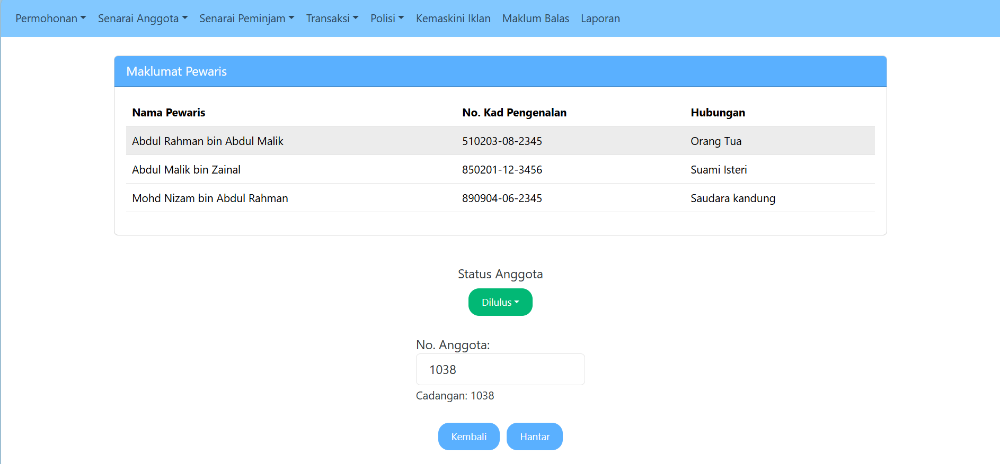 Permohonan Senarai Anggota Senarai Peminjam Transaksi Polisi Kemaskini Iklan Maklum Balas Laporan
Maklumat Pewaris
Nama Pewaris No. Kad Pengenalan Hubungan
Abdul Rahman bin Abdul Malik 510203-08-2345 Orang Tua
Abdul Malik bin Zainal 850201-12-3456 Suami Isteri
Mohd Nizam bin Abdul Rahman 890904-06-2345 Saudara kandung
Status Anggota
Dilulus
No. Anggota:
1038
Cadangan: 1038
Kembali Hantar